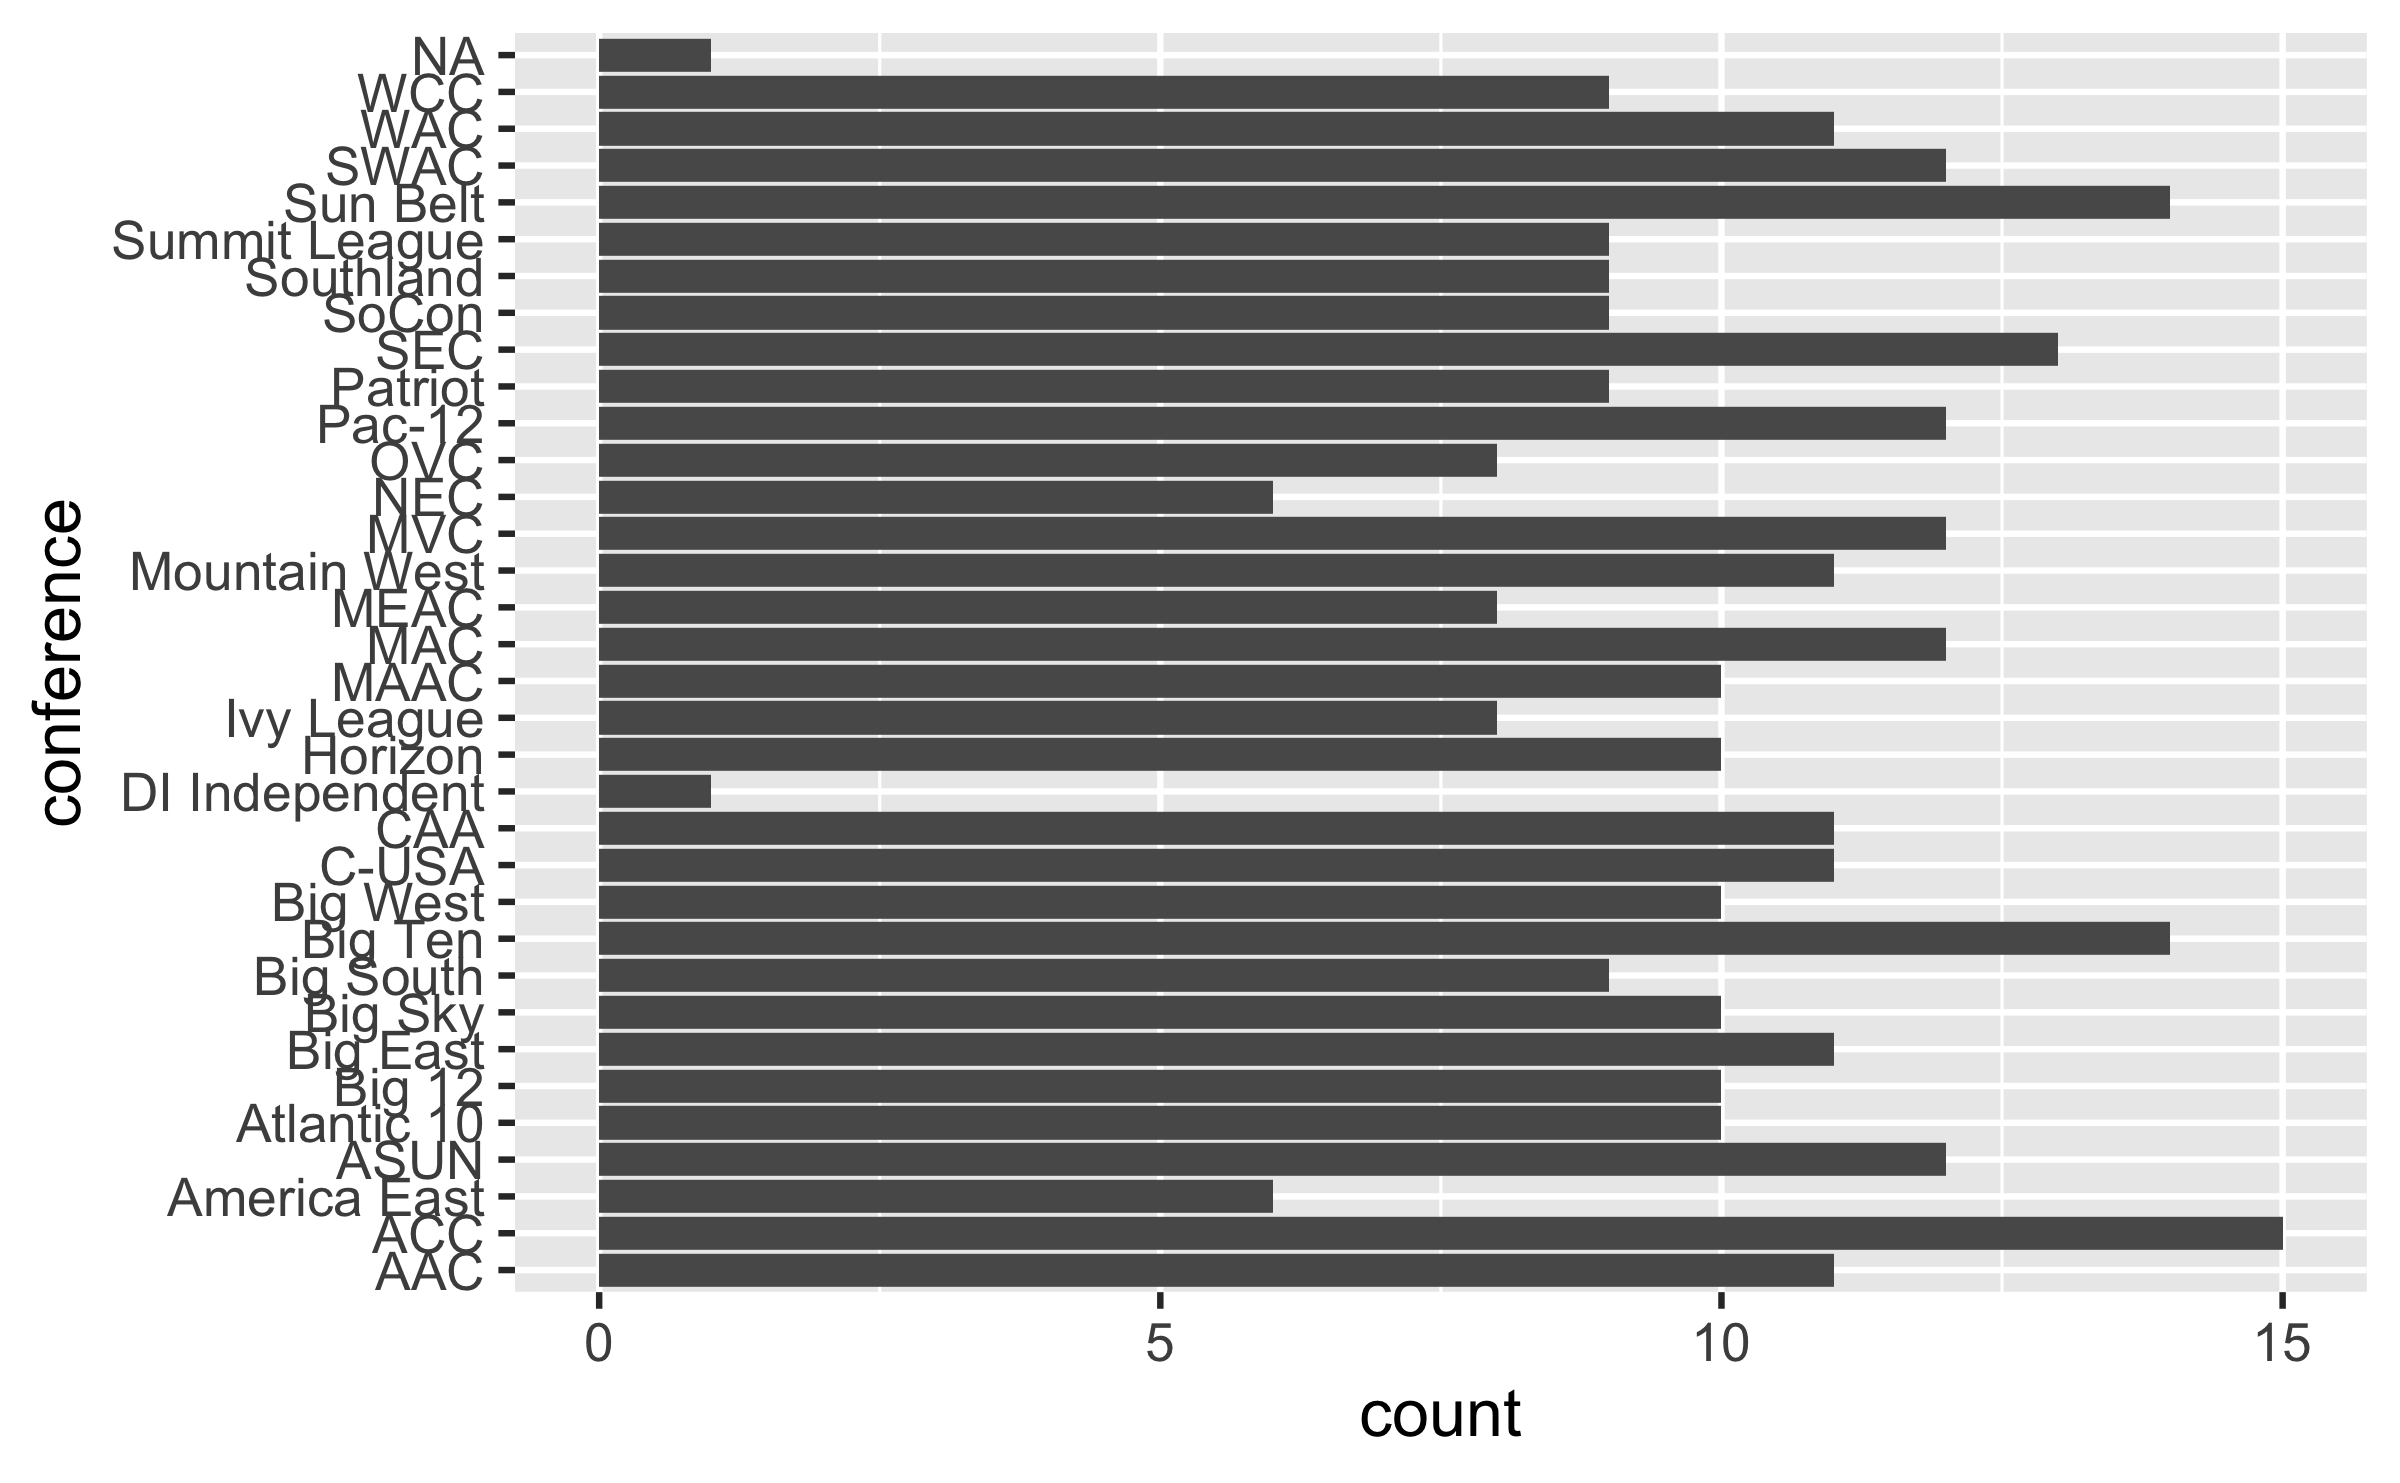 NA
WCC
WAC
SWAC
Sun Belt
Summit League
Southland
SoCon
SEC
Patriot
Pac-12
OVC
NEC
MVC
Mountain West
MEAC
MAC
MAAC
Ivy League
Horizon
DI Independent
CAA
C-USA
Big West
Big Ten
Big South
Big Sky
Big East
Big 12
Atlantic 10
ASUN
America East
ACC
AAC
conference
0 5 10 15
count